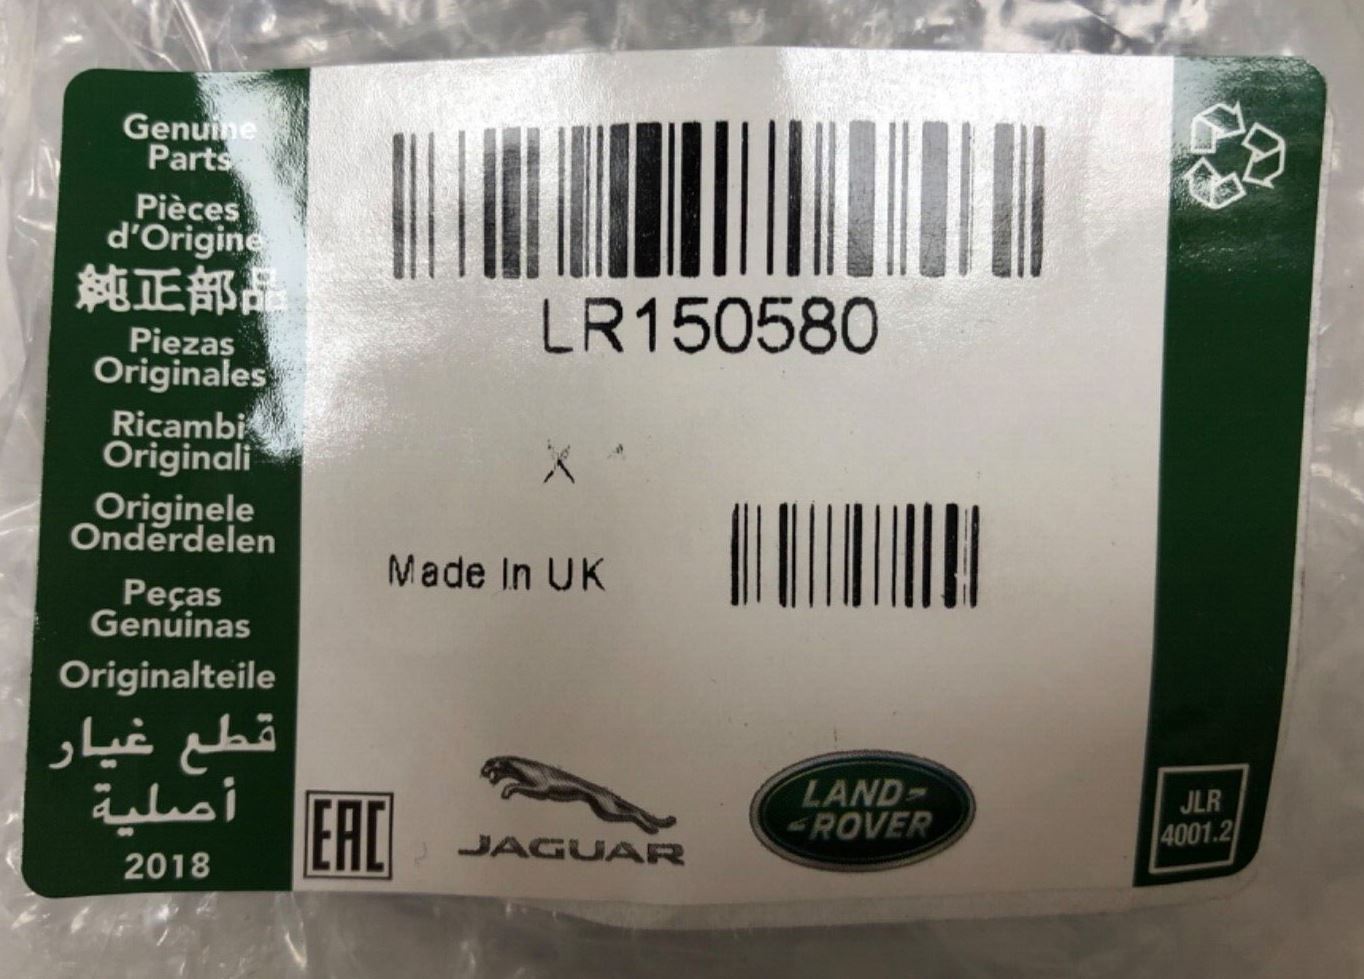 Genuine
Parts
Pièces
d'Origine
純正部品
Piezas
Originales
Ricambi
Originali
Originele
Onderdelen
Peças
Genuinas
Originalteile
قطع غيار
أصلية
2018
LR150580
X
Made In UK
EAC
JAGUAR
LAND-
-ROVER
JLR
4001.2